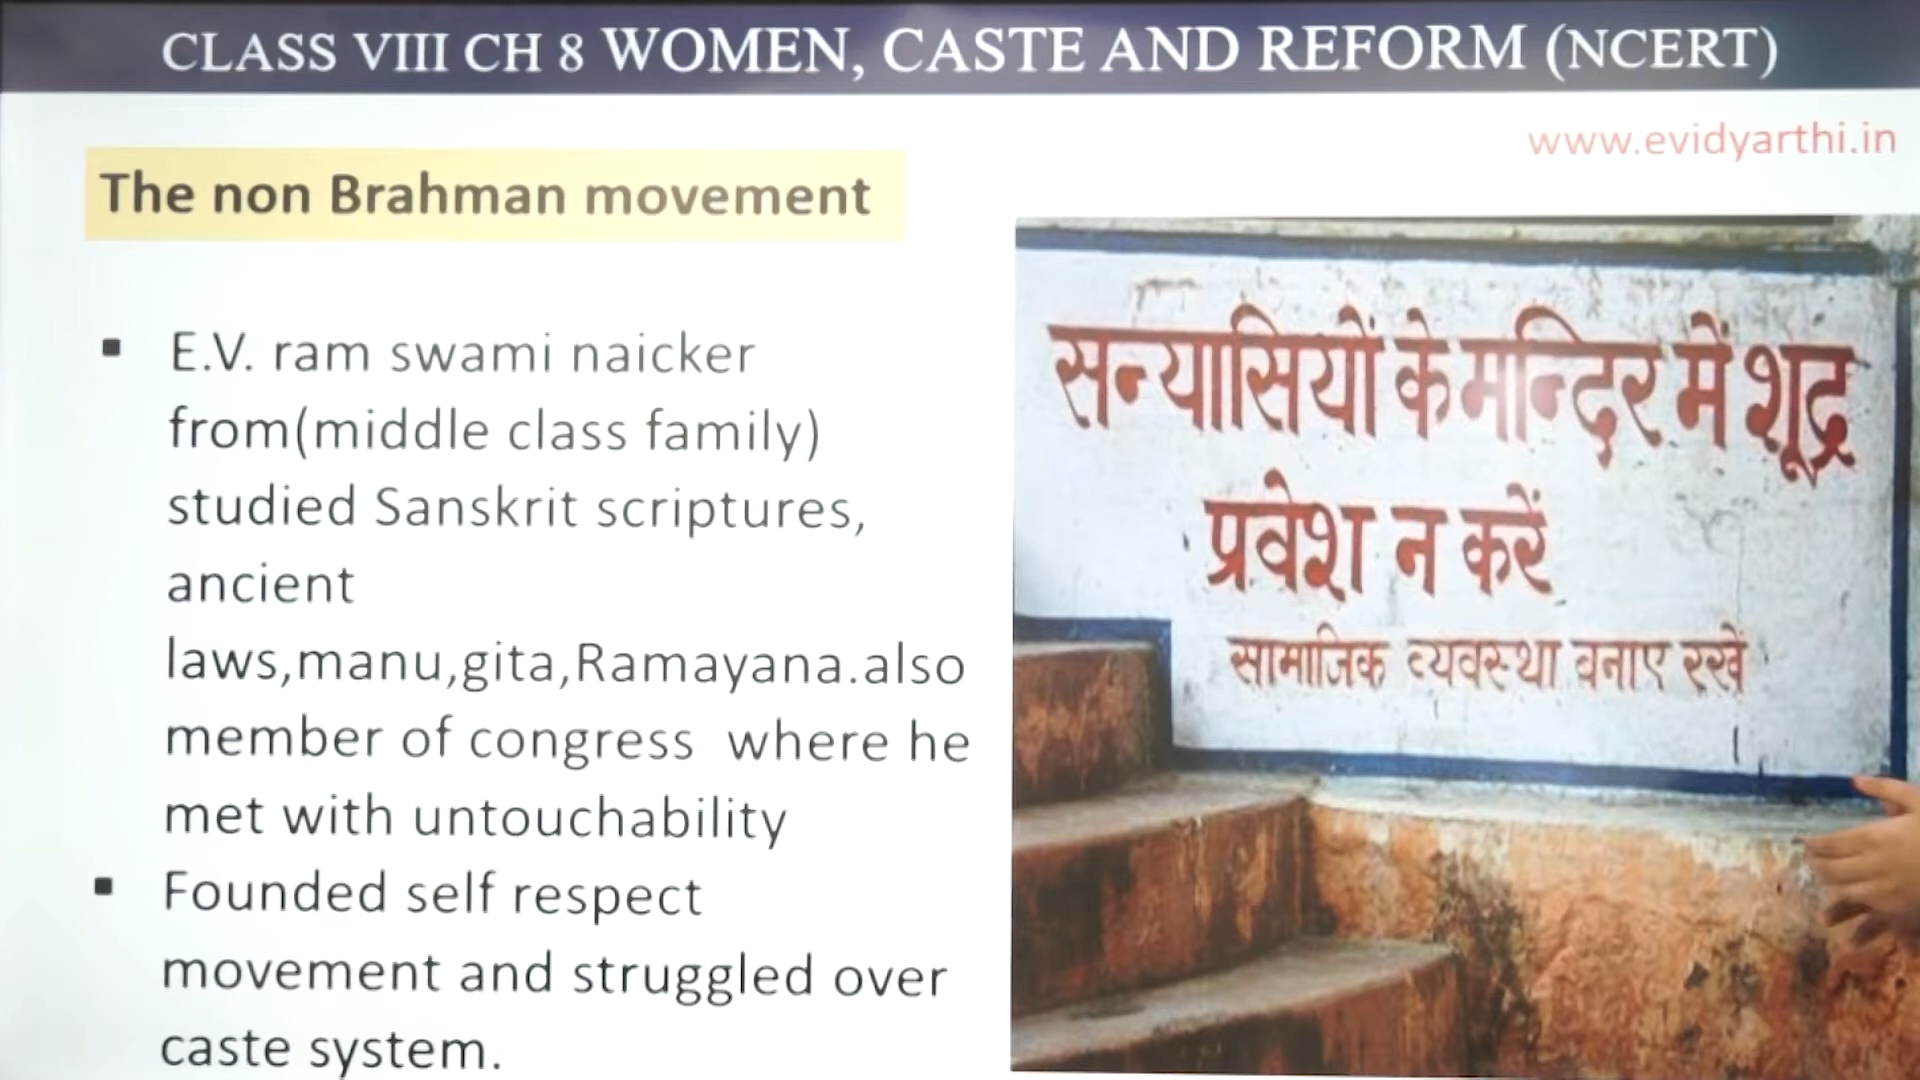 CLASS VIII CH 8 WOMEN, CASTE AND REFORM (NCERT)
www.evidyarthi.in
The non Brahman movement
▪ E.V. ram swami naicker
from(middle class family)
studied Sanskrit scriptures,
ancient
laws,manu,gita,Ramayana.also
member of congress where he
met with untouchability
▪ Founded self respect
movement and struggled over
caste system.
सन्यासियों के मन्दिर में शूद्र
प्रवेश न करें
सामाजिक व्यवस्था बनाए रखें